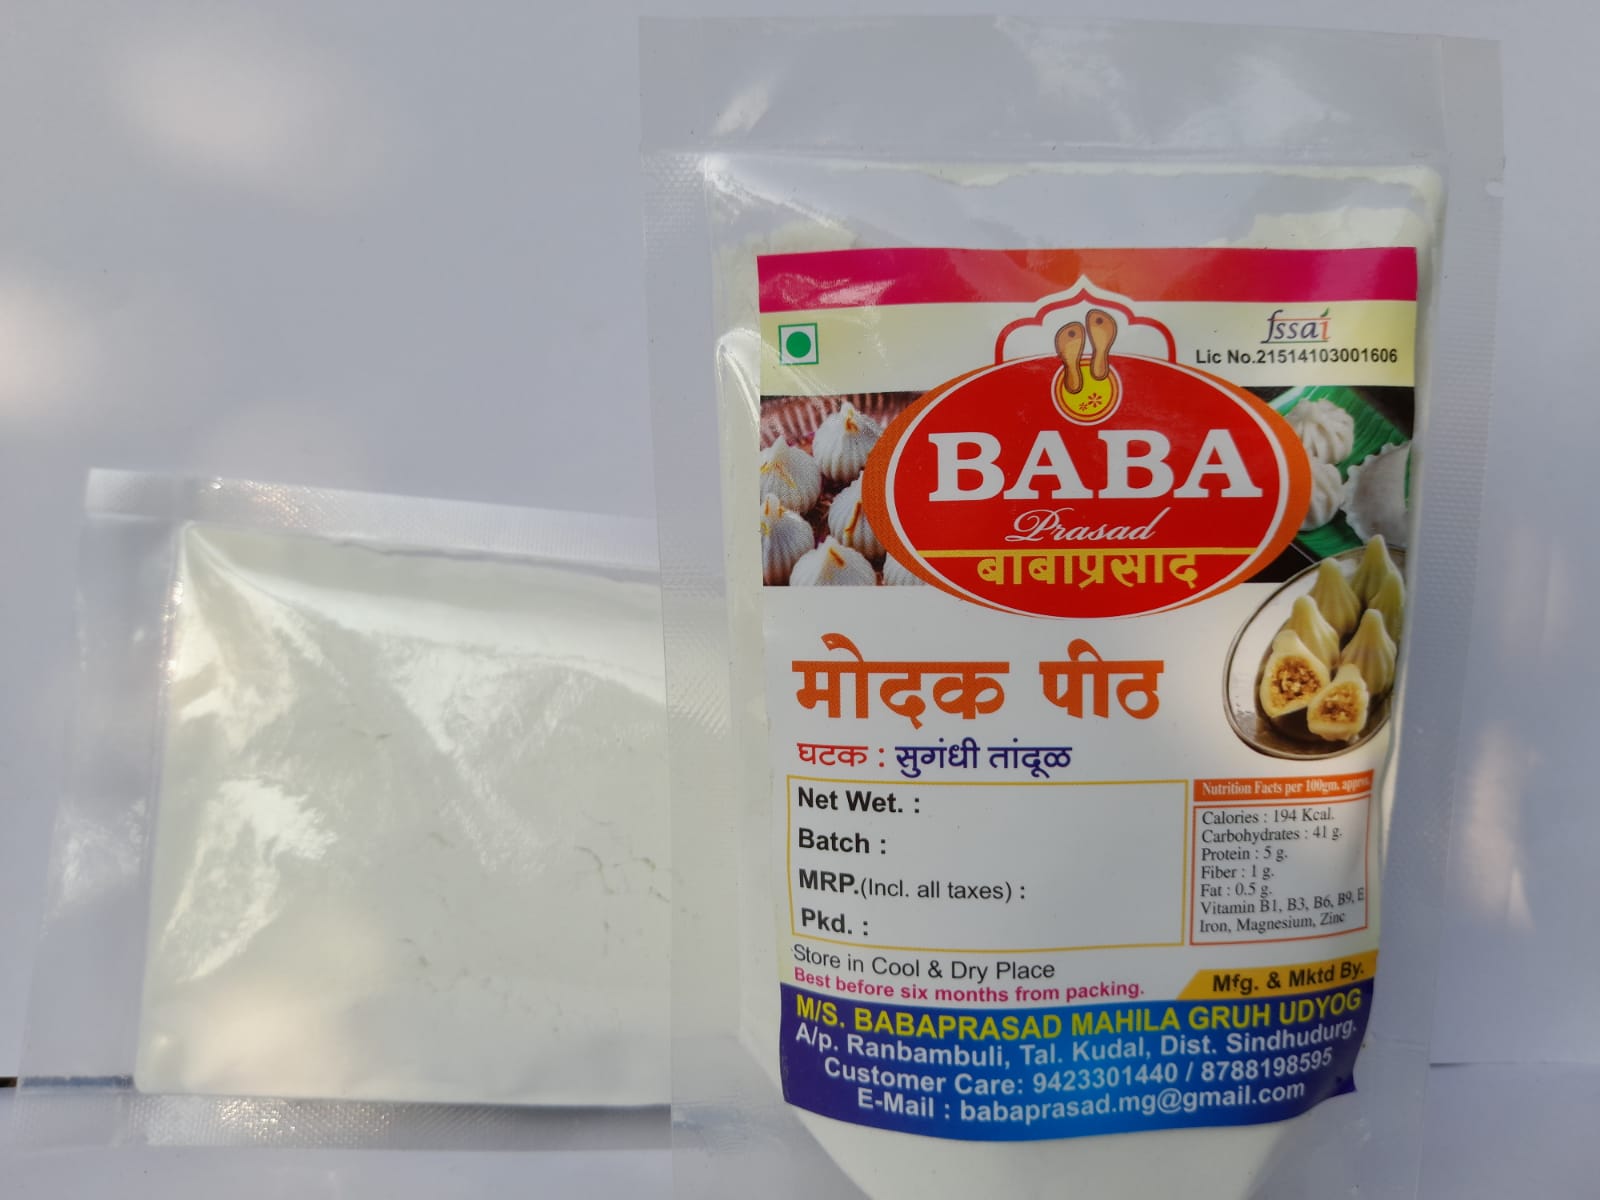 fssai
Lic No.21514103001606
BABA
Prasad
बाबाप्रसाद
मोदक पीठ
घटक : सुगंधी तांदूळ
Net Wet. :
Batch :
MRP.(Incl. all taxes) :
Pkd. :
Nutrition Facts per 100gm. approx.
Calories : 194 Kcal.
Carbohydrates : 41 g.
Protein : 5 g.
Fiber : 1 g.
Fat : 0.5 g.
Vitamin B1, B3, B6, B9, E
Iron, Magnesium, Zinc
Store in Cool & Dry Place
Best before six months from packing.
Mfg. & Mktd By.
M/S. BABAPRASAD MAHILA GRUH UDYOG
A/p. Ranbambuli, Tal. Kudal, Dist. Sindhudurg.
Customer Care: 9423301440 / 8788198595
E-Mail : babaprasad.mg@gmail.com